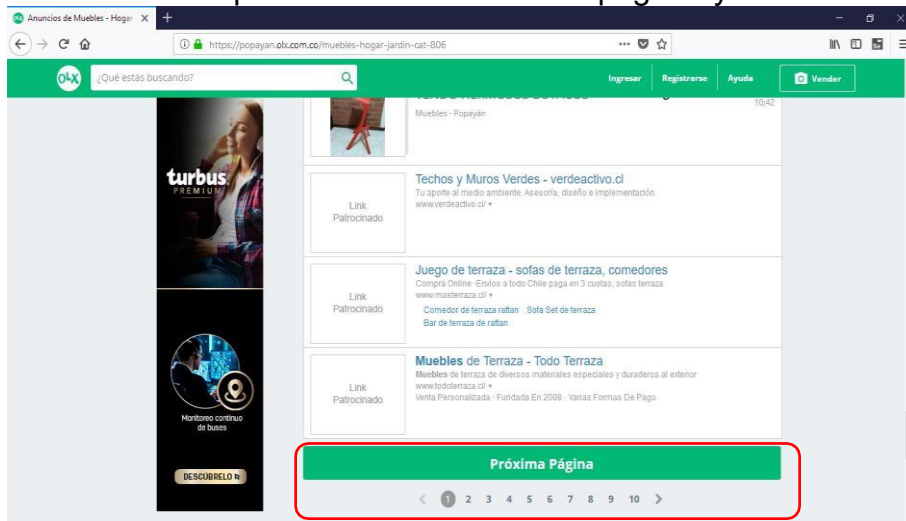 Anuncios de Muebles - Hogar
https://popayan.olx.com.co/muebles-hogar-jardin-cat-806
OLX
¿Qué estás buscando?
Ingresar
Registrarse
Ayuda
Vender
10:42
Muebles - Popayán
turbus
PREMIUM
Link
Patrocinado
Techos y Muros Verdes - verdeactivo.cl
Tu aporte al medio ambiente. Asesoría, diseño e Implementación.
www.verdeactivo.cl/
Link
Patrocinado
Juego de terraza - sofas de terraza, comedores
Compra Online -Envios a todo Chile paga en 3 cuotas, sofas terraza
www.masterraza.cl/
Comedor de terraza rattan Sofa Set de terraza
Bar de terraza de rattan
Link
Patrocinado
Muebles de Terraza - Todo Terraza
Muebles de terraza de diversos materiales especiales y duraderos al exterior.
www.todoterraza.cl/
Venta Personalizada · Fundada En 2008 · Varias Formas De Pago
Monitoreo continuo
de buses
DESCÚBRELO
Próxima Página
< 1 2 3 4 5 6 7 8 9 10 >